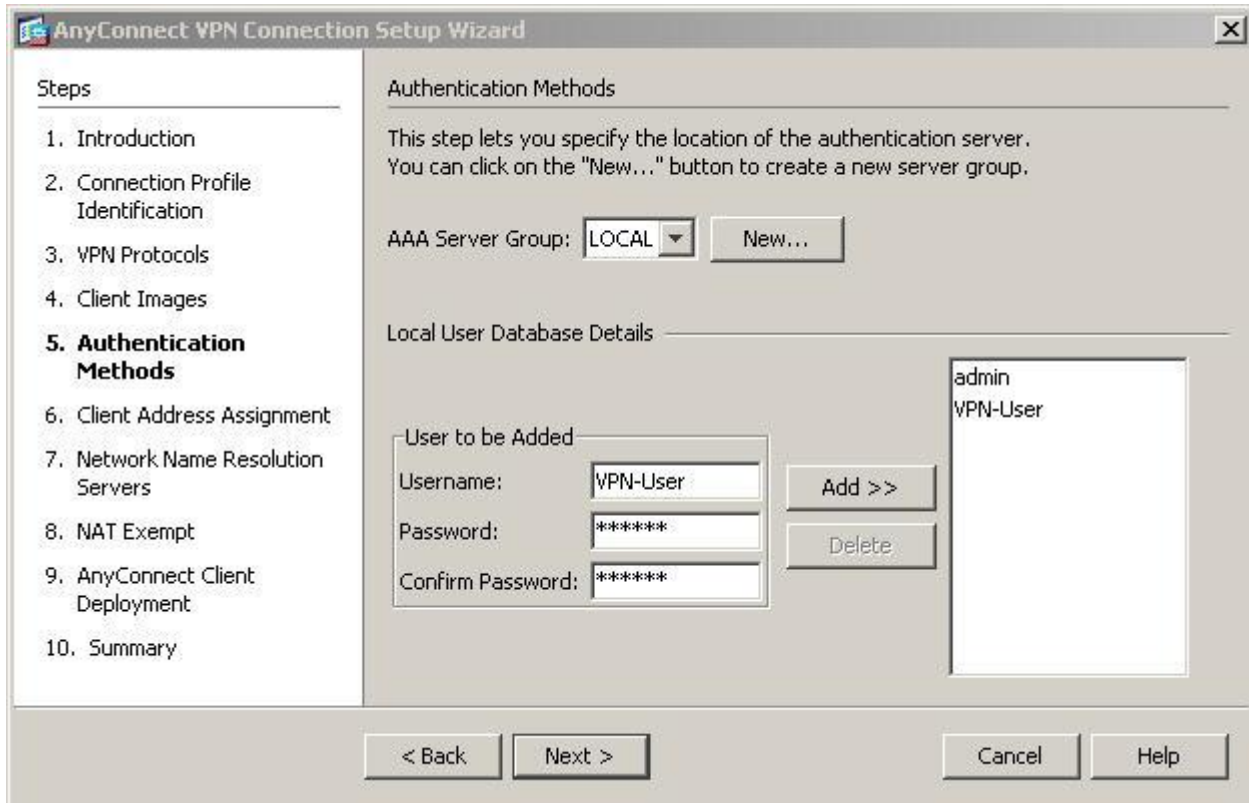 AnyConnect VPN Connection Setup Wizard
Steps
1. Introduction
2. Connection Profile
Identification
3. VPN Protocols
4. Client Images
5. Authentication
Methods
6. Client Address Assignment
7. Network Name Resolution
Servers
8. NAT Exempt
9. AnyConnect Client
Deployment
10. Summary
Authentication Methods
This step lets you specify the location of the authentication server.
You can click on the "New..." button to create a new server group.
AAA Server Group: LOCAL New...
Local User Database Details
User to be Added
Username: VPN-User
Password: ******
Confirm Password: ******
Add >>
Delete
admin
VPN-User
< Back Next > Cancel Help